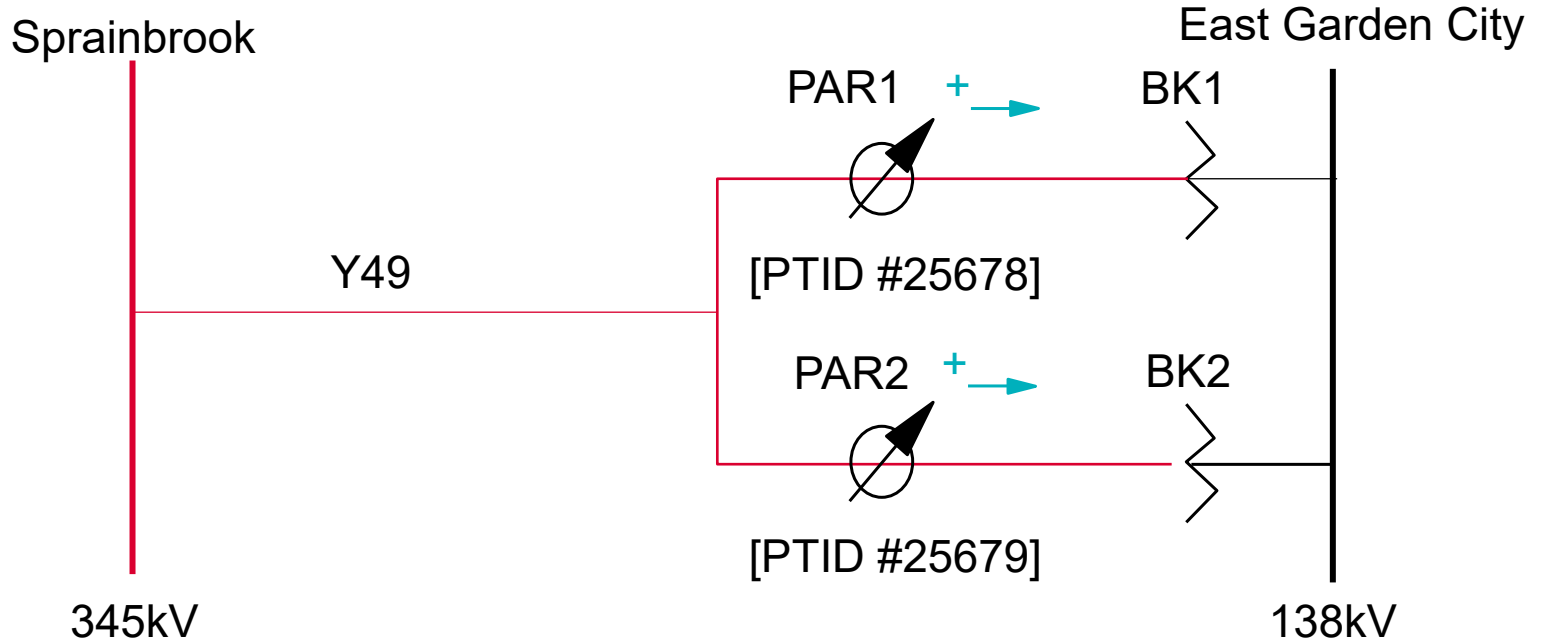 Sprainbrook
East Garden City
PAR1
+
BK1
Y49
[PTID #25678]
PAR2
+
BK2
[PTID #25679]
345kV
138kV